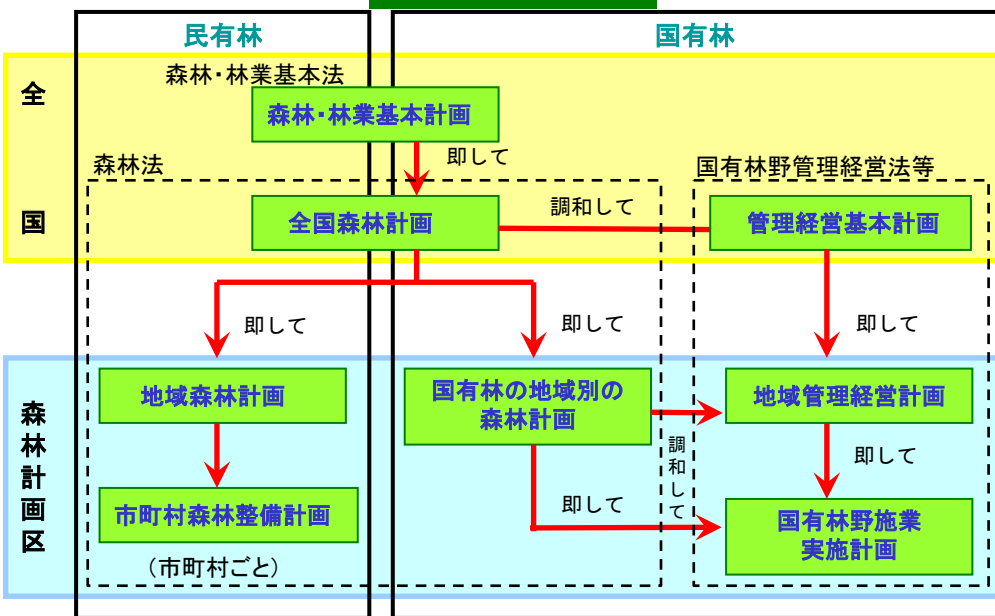 民有林
国有林
全
国
森林・林業基本法
森林・林業基本計画
即して
森林法
国有林野管理経営法等
全国森林計画
調和して
管理経営基本計画
即して
即して
即して
森林計画区
地域森林計画
国有林の地域別の
森林計画
地域管理経営計画
調和して
即して
市町村森林整備計画
即して
国有林野施業
実施計画
(市町村ごと)